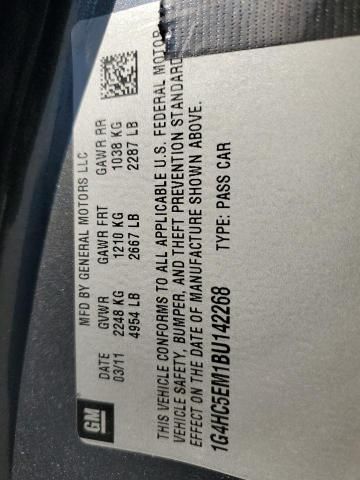 GM
MFD BY GENERAL MOTORS LLC
DATE GVWR GAWR FRT GAWR RR
03/11 2248 KG 1210 KG 1038 KG
4954 LB 2667 LB 2287 LB
THIS VEHICLE CONFORMS TO ALL APPLICABLE U.S. FEDERAL MOTOR
VEHICLE SAFETY, BUMPER, AND THEFT PREVENTION STANDARD
EFFECT ON THE DATE OF MANUFACTURE SHOWN ABOVE.
1G4HC5EM1BU142268 TYPE: PASS CAR